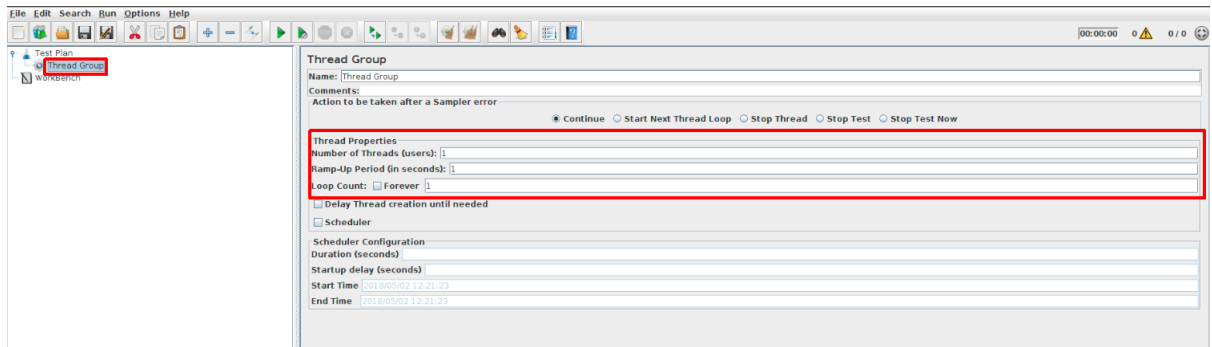 File Edit Search Run Options Help
00:00:00 0 0 / 0
Test Plan
Thread Group
WorkBench
Thread Group
Name: Thread Group
Comments:
Action to be taken after a Sampler error
Continue Start Next Thread Loop Stop Thread Stop Test Stop Test Now
Thread Properties
Number of Threads (users): 1
Ramp-Up Period (in seconds): 1
Loop Count: Forever 1
Delay Thread creation until needed
Scheduler
Scheduler Configuration
Duration (seconds)
Startup delay (seconds)
Start Time 2018/05/02 12:21:23
End Time 2018/05/02 12:21:23